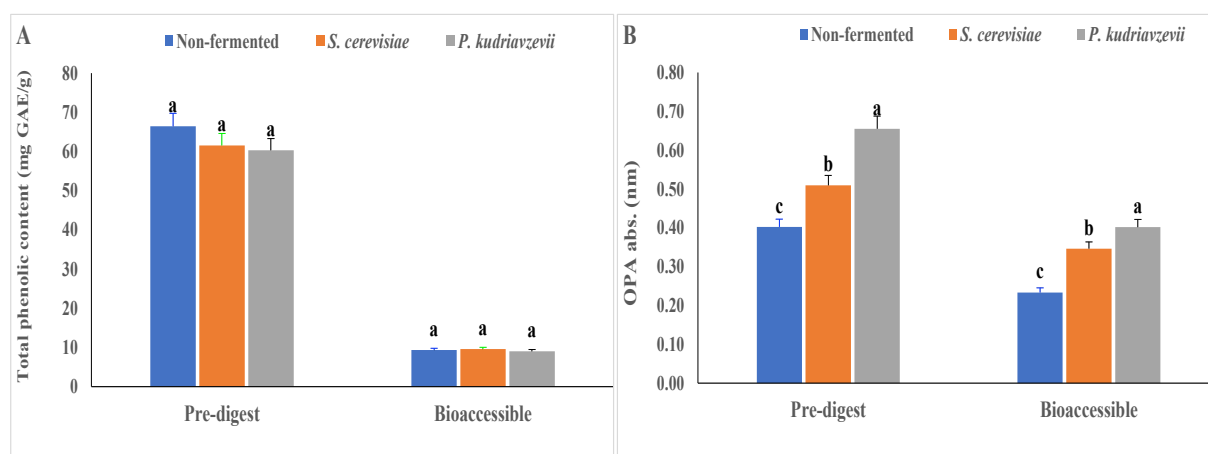 A
Non-fermented
S. cerevisiae
P. kudriavzevii
Total phenolic content (mg GAE/g)
80
70
60
50
40
30
20
10
0
a
a
a
a
a
a
Pre-digest
Bioaccessible
B
Non-fermented
S. cerevisiae
P. kudriavzevii
OPA abs. (nm)
0.80
0.70
0.60
0.50
0.40
0.30
0.20
0.10
0.00
c
b
a
c
b
a
Pre-digest
Bioaccessible